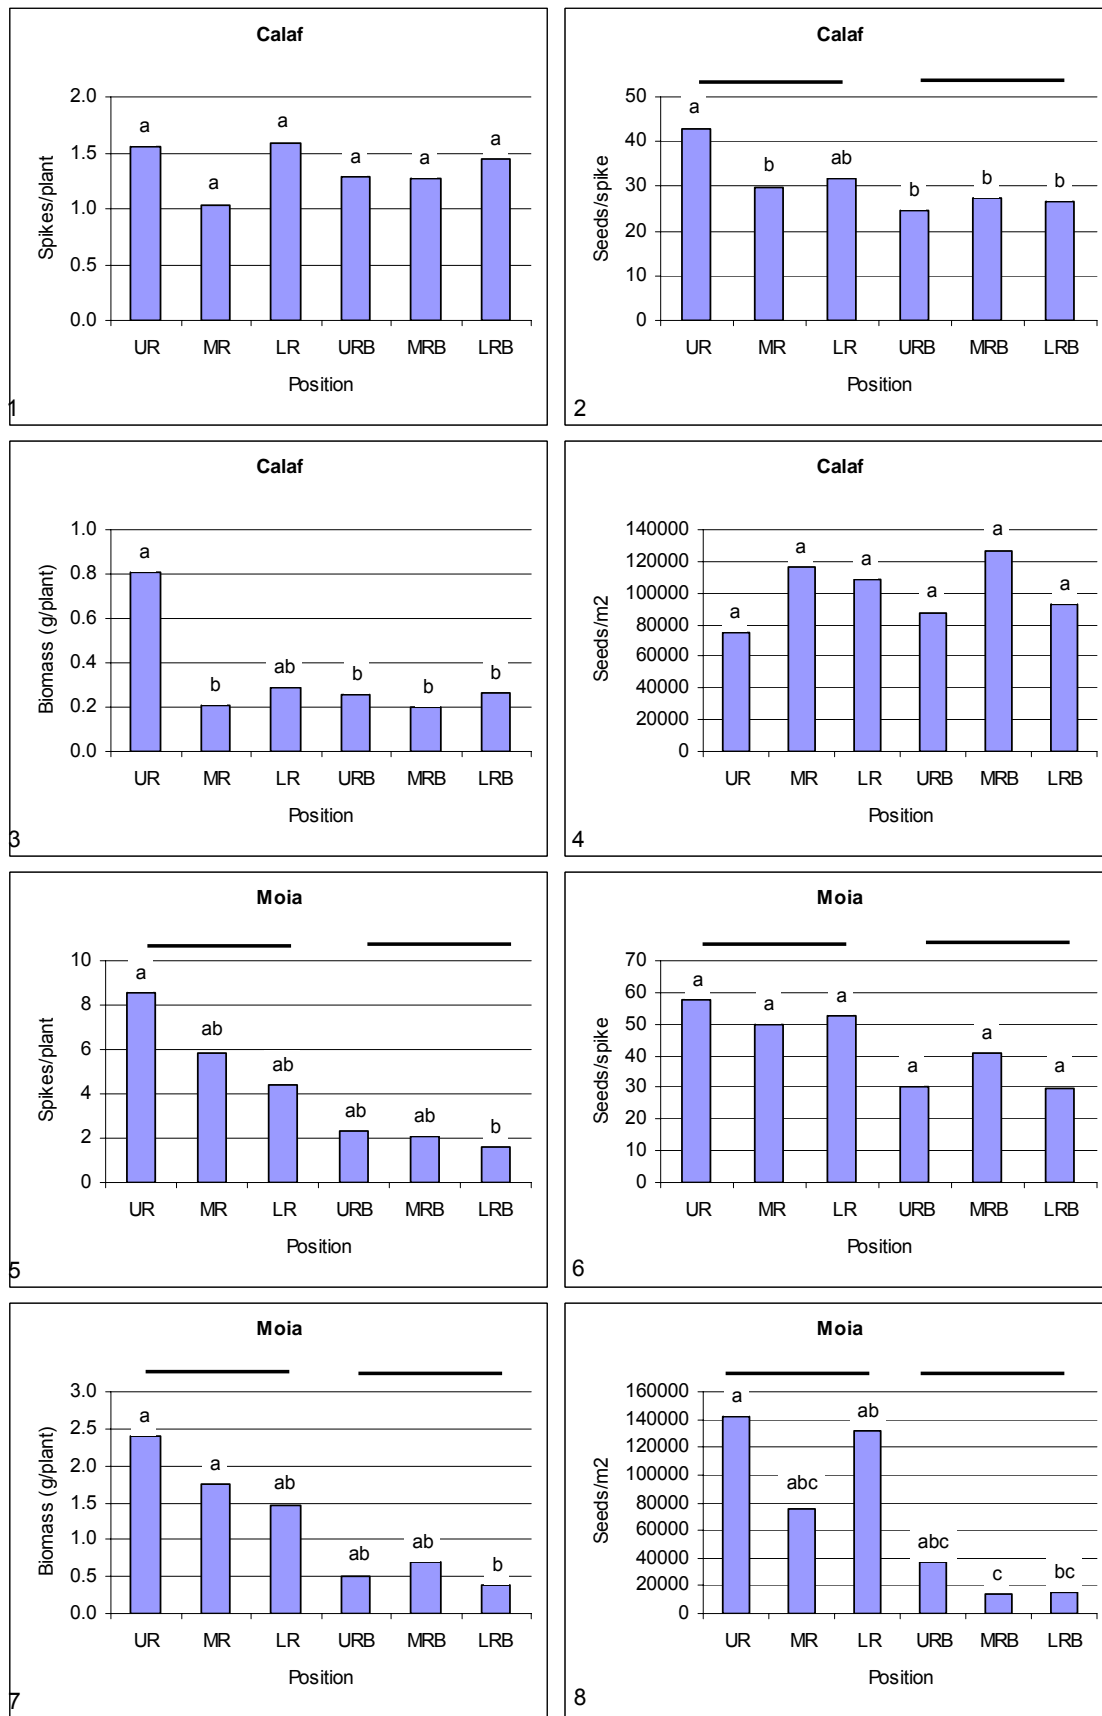 Calaf
2.0
1.5
1.0
0.5
0.0
Spikes/plant
a a a a a a
UR MR LR URB MRB LRB
Position
1
Calaf
50
40
30
20
10
0
Seeds/spike
a b ab b b b
UR MR LR URB MRB LRB
Position
2
Calaf
1.0
0.8
0.6
0.4
0.2
0.0
Biomass (g/plant)
a b ab b b b
UR MR LR URB MRB LRB
Position
3
Calaf
140000
120000
100000
80000
60000
40000
20000
0
Seeds/m2
a a a a a a
UR MR LR URB MRB LRB
Position
4
Moia
10
8
6
4
2
0
Spikes/plant
a ab ab ab ab b
UR MR LR URB MRB LRB
Position
5
Moia
70
60
50
40
30
20
10
0
Seeds/spike
a a a a a a
UR MR LR URB MRB LRB
Position
6
Moia
3.0
2.5
2.0
1.5
1.0
0.5
0.0
Biomass (g/plant)
a a ab ab ab b
UR MR LR URB MRB LRB
Position
7
Moia
160000
140000
120000
100000
80000
60000
40000
20000
0
Seeds/m2
a abc ab abc c bc
UR MR LR URB MRB LRB
Position
8